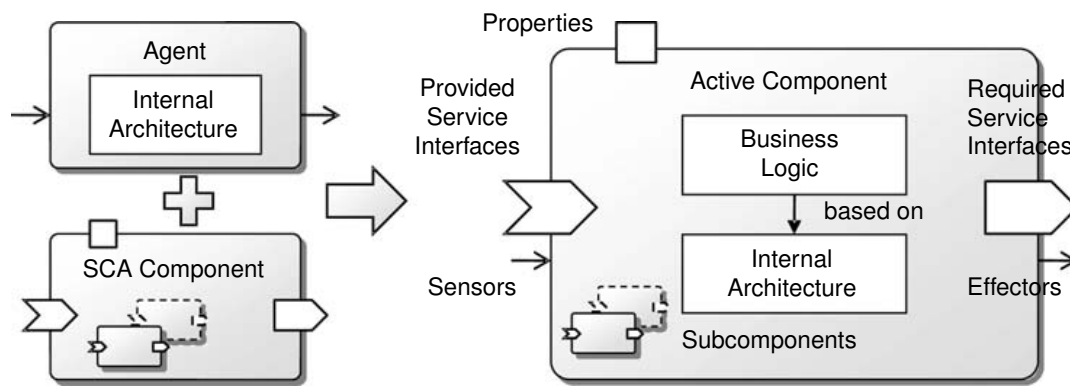 Agent
Internal
Architecture
SCA Component
Properties
Provided
Service
Interfaces
Sensors
Active Component
Business
Logic
based on
Internal
Architecture
Subcomponents
Required
Service
Interfaces
Effectors